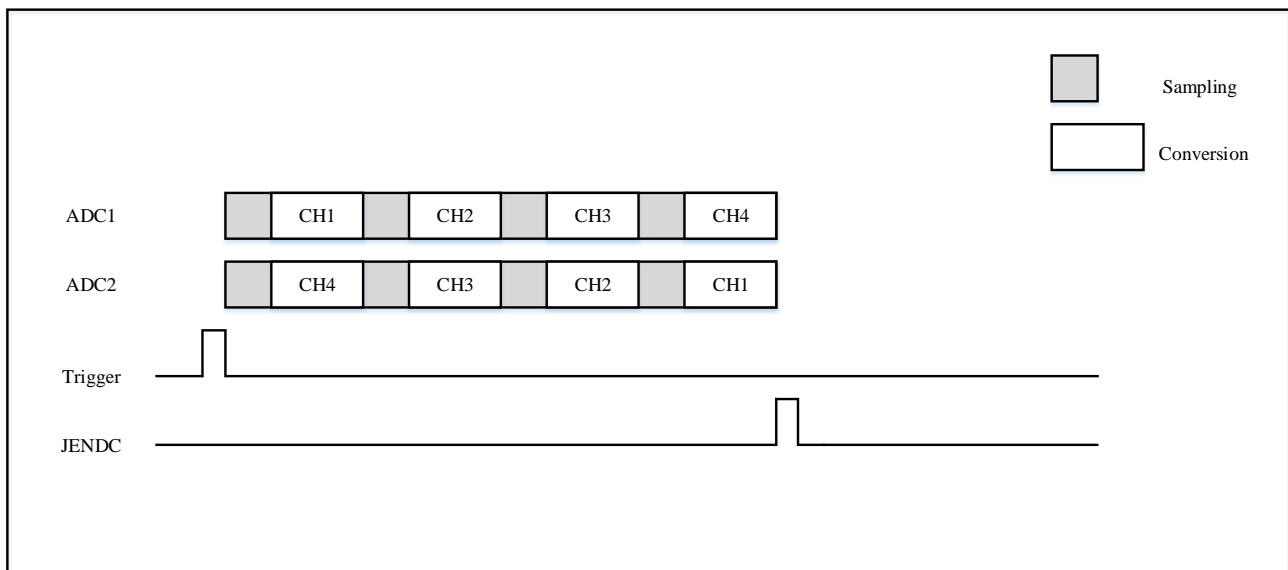 Sampling
Conversion
ADC1 CH1 CH2 CH3 CH4
ADC2 CH4 CH3 CH2 CH1
Trigger
JENDC